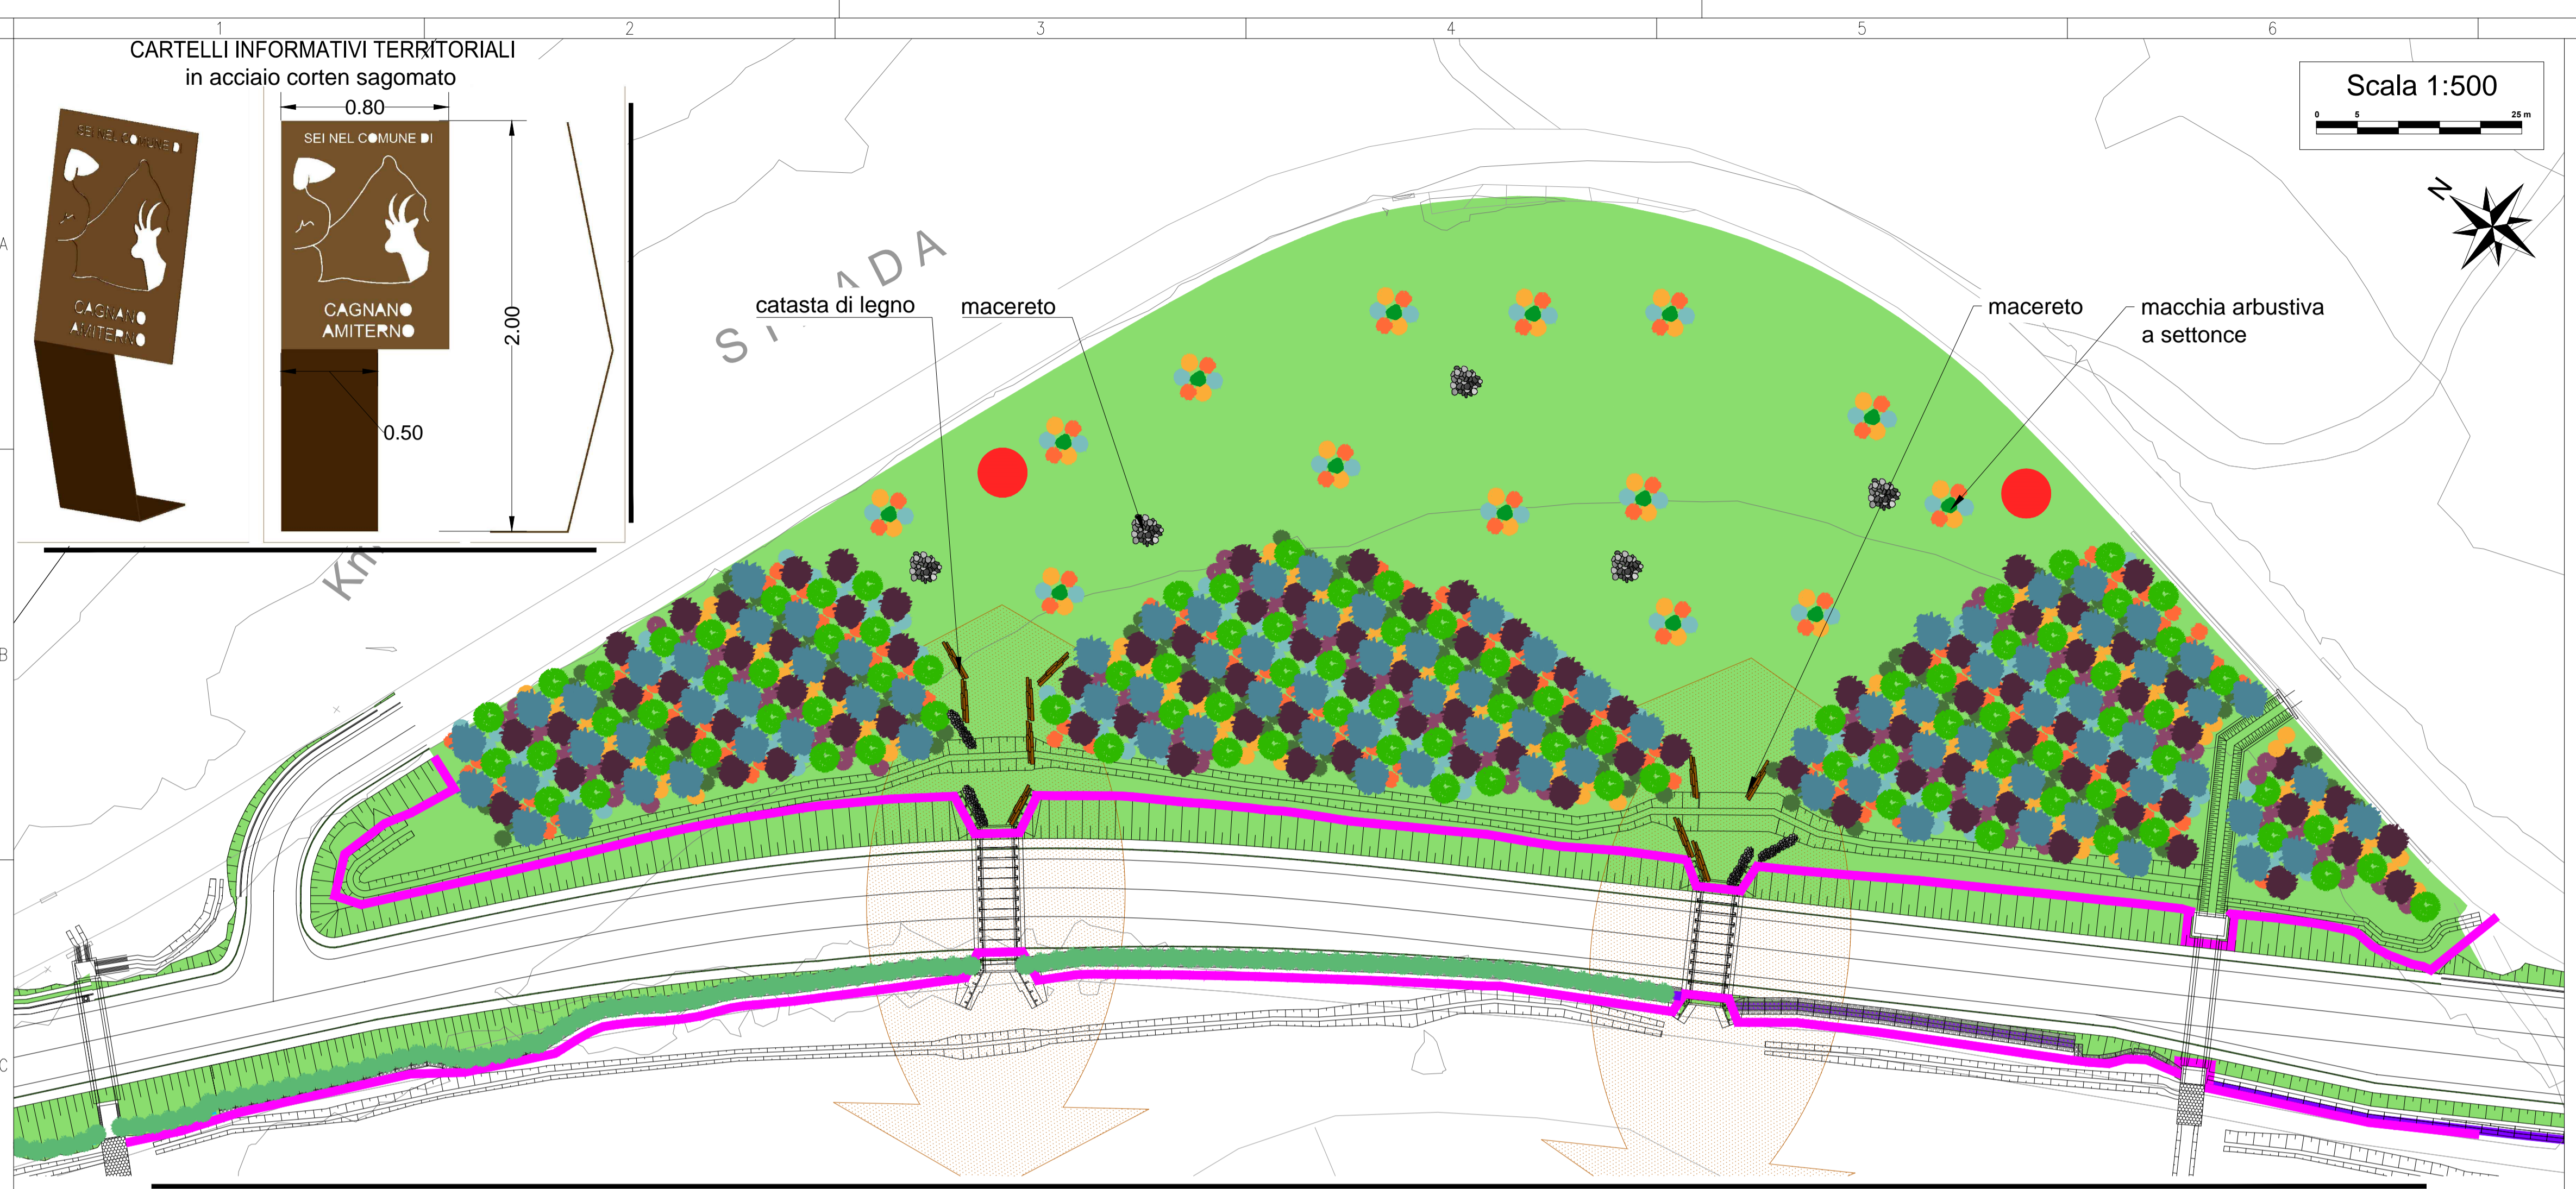 1 2 3 4 5 6
CARTELLI INFORMATIVI TERRITORIALI
in acciaio corten sagomato
0.80
SEI NEL COMUNE DI
CAGNANO
AMITERNO
SEI NEL COMUNE DI
CAGNANO
AMITERNO
2.00
0.50
Scala 1:500
0 5 25 m
N
A
catasta di legno
macereto
macereto
macchia arbustiva
a settonce
Km
B
C